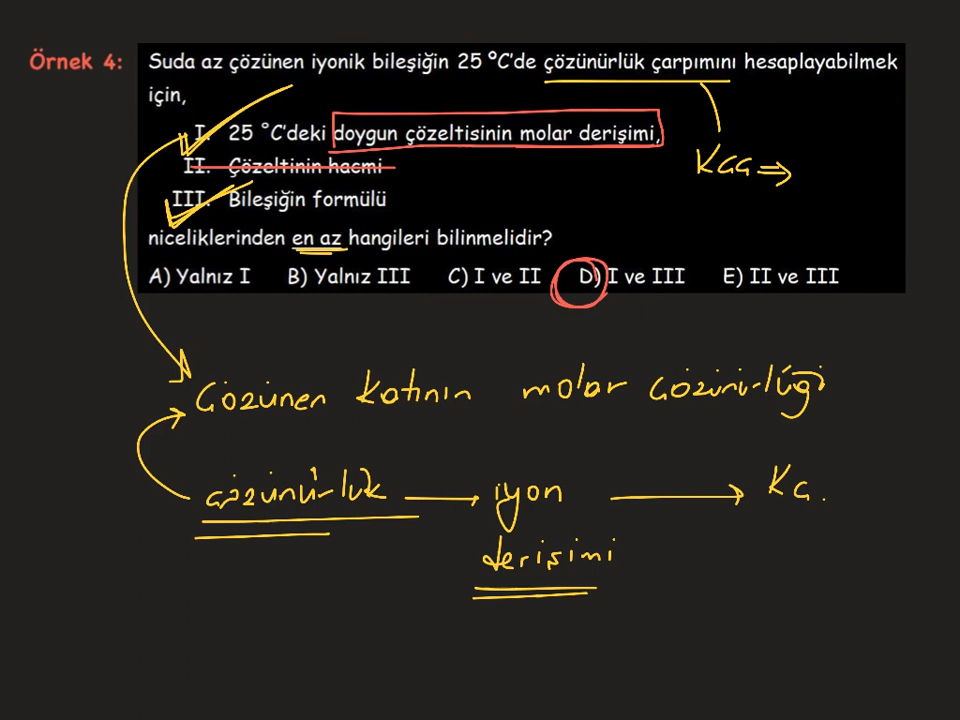 Örnek 4: Suda az çözünen iyonik bileşiğin 25 °C'de çözünürlük çarpımını hesaplayabilmek
için,
I. 25 °C'deki doygun çözeltisinin molar derişimi,
II. Çözeltinin hacmi
III. Bileşiğin formülü
Kçç ⇒
niceliklerinden en az hangileri bilinmelidir?
A) Yalnız I B) Yalnız III C) I ve II D) I ve III E) II ve III
Çözünen katının molar çözünürlüğü
çözünürlük → iyon → Kç.
derişimi